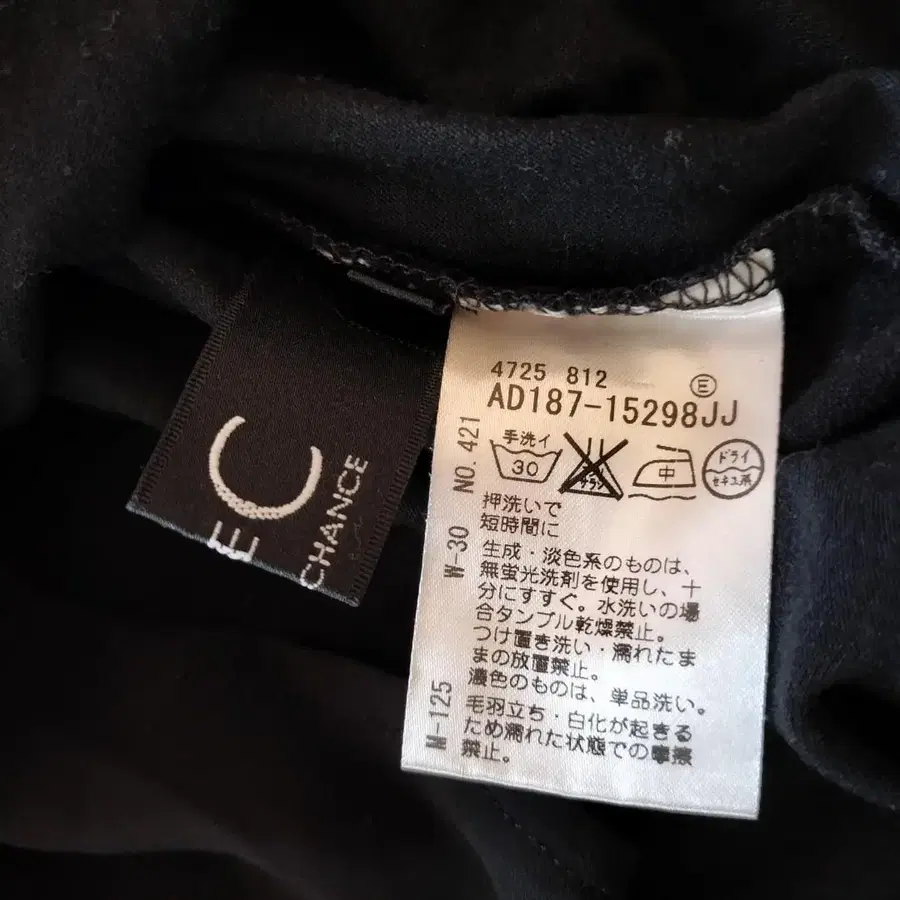 E C
CHANCE
4725 812
E
AD187-15298JJ
手洗イ
30
中
ドライ
セキユ系
NO. 421
W-30
M-125
押洗いで
短時間に
生成・淡色系のものは、
無蛍光洗剤を使用し、十
分にすすぐ。水洗いの場
合タンブル乾燥禁止。
つけ置き洗い・濡れたま
まの放置禁止。
濃色のものは、単品洗い。
毛羽立ち・白化が起きる
ため濡れた状態での摩擦
禁止。